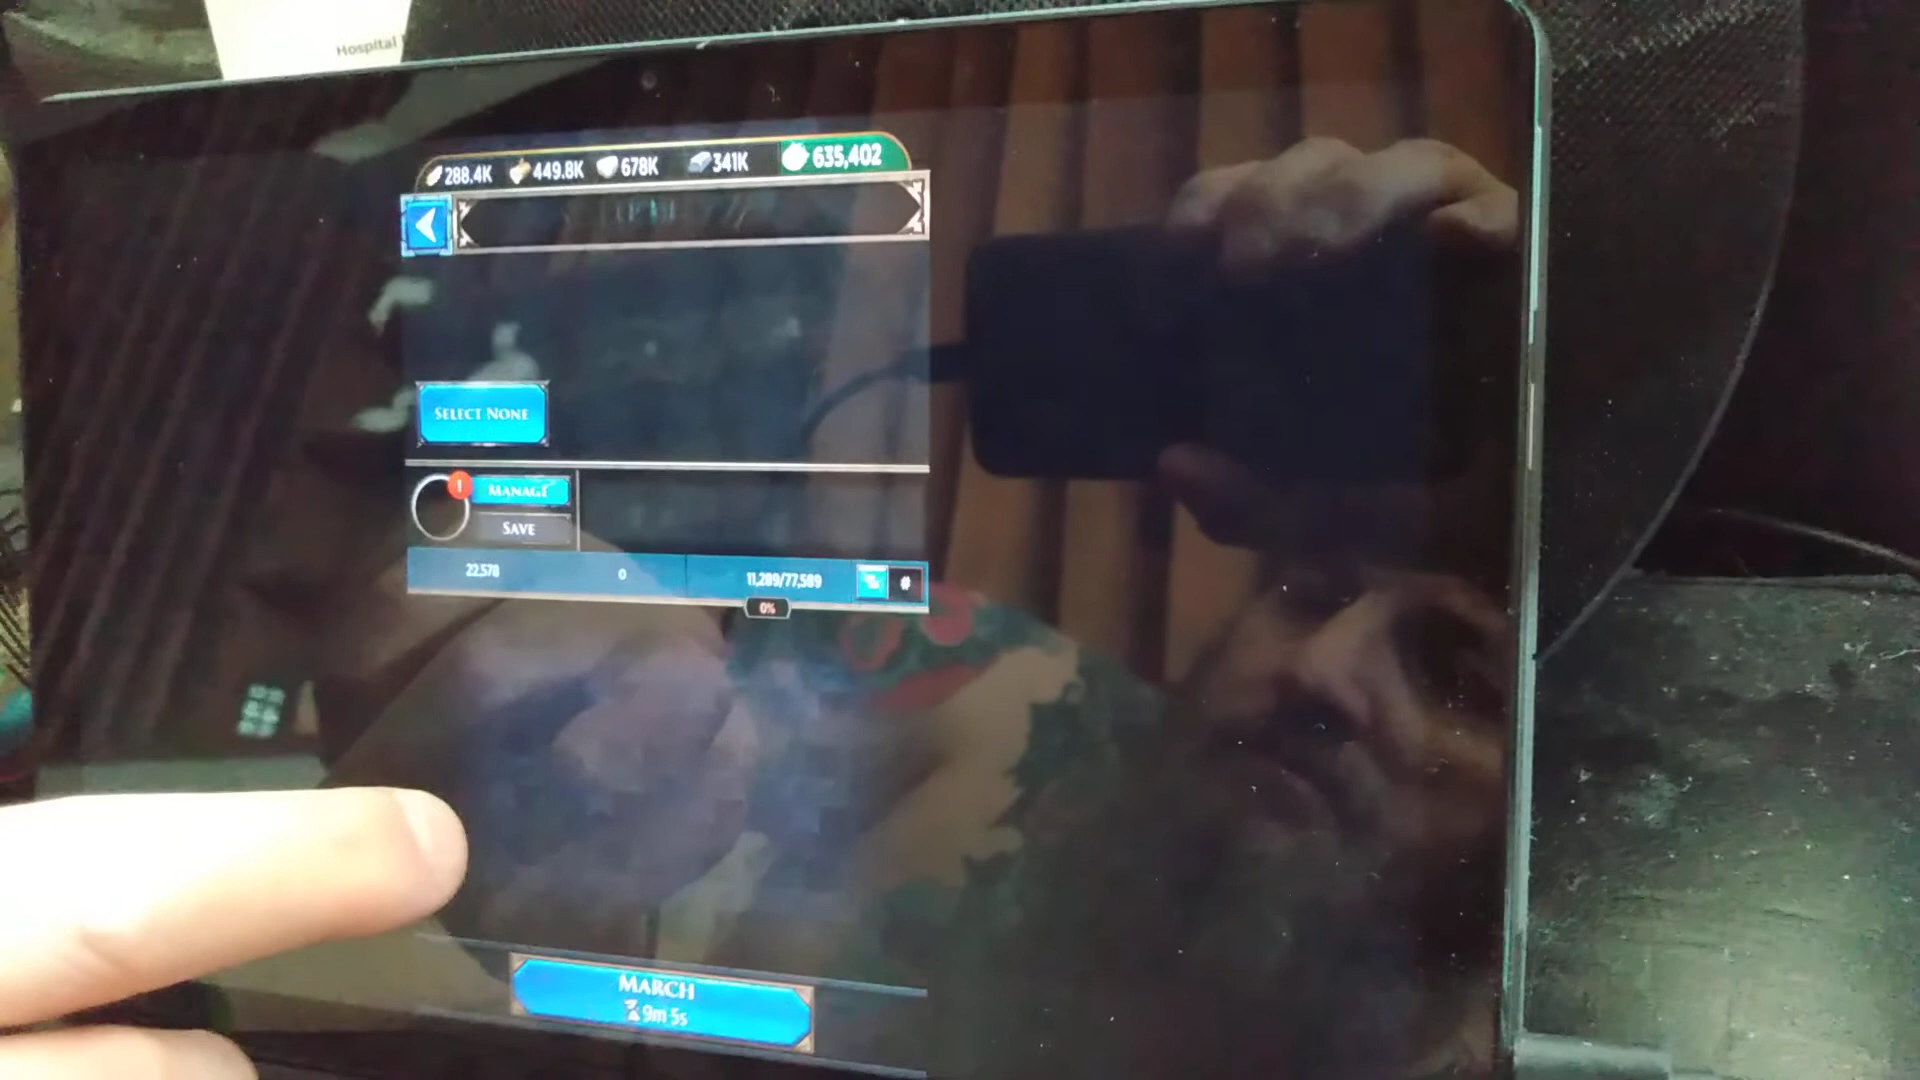 Hospital
288.4K 449.8K 678K 341K 635,402
SELECT NONE
! MANAGE
SAVE
22,578 0 11,289/77,589 #
0%
MARCH
9m 5s